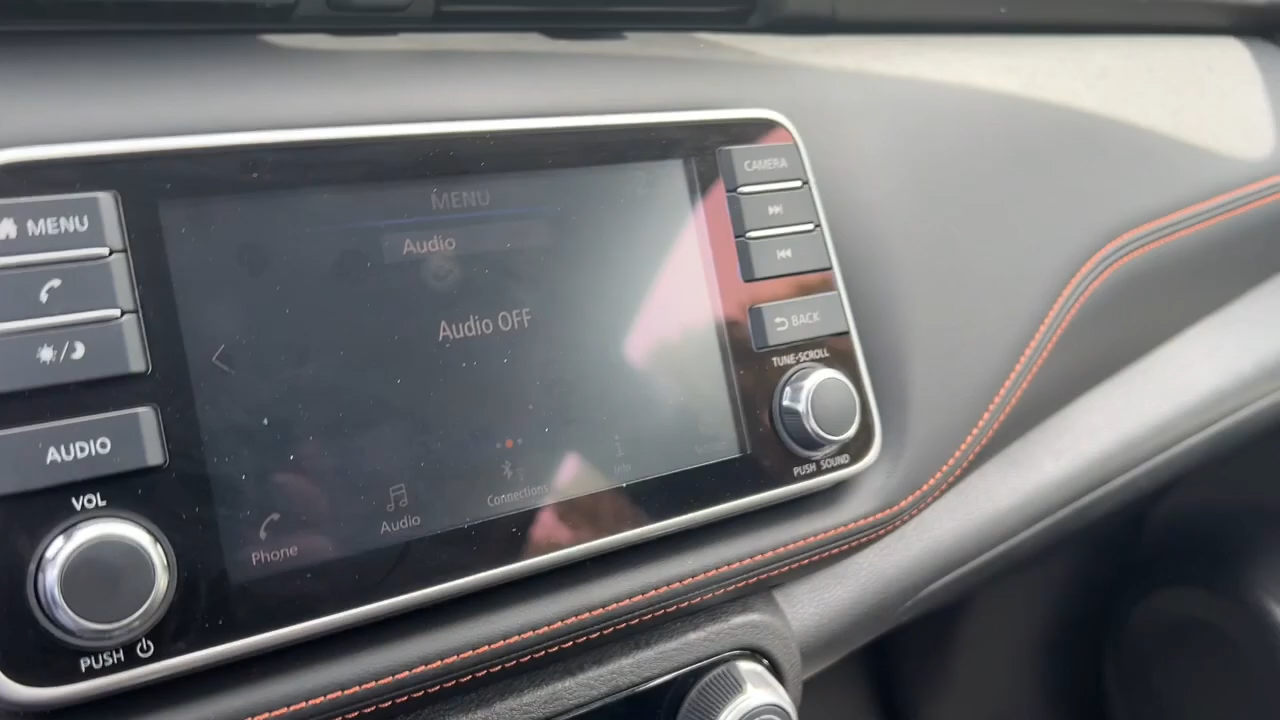 MENU
AUDIO
VOL
PUSH
MENU
Audio
Audio OFF
Phone
Audio
Connections
Info
CAMERA
BACK
TUNE-SCROLL
PUSH SOUND